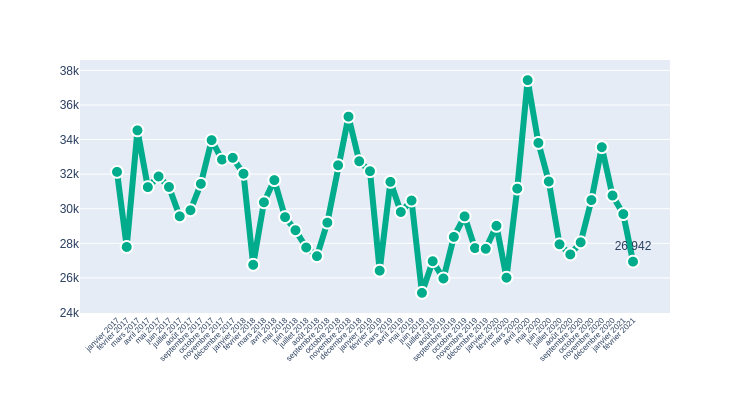 38k
36k
34k
32k
30k
28k
26k
24k
26,942
janvier 2017
février 2017
mars 2017
avril 2017
mai 2017
juin 2017
juillet 2017
août 2017
septembre 2017
octobre 2017
novembre 2017
décembre 2017
janvier 2018
février 2018
mars 2018
avril 2018
mai 2018
juin 2018
juillet 2018
août 2018
septembre 2018
octobre 2018
novembre 2018
décembre 2018
janvier 2019
février 2019
mars 2019
avril 2019
mai 2019
juin 2019
juillet 2019
août 2019
septembre 2019
octobre 2019
novembre 2019
décembre 2019
janvier 2020
février 2020
mars 2020
avril 2020
mai 2020
juin 2020
juillet 2020
août 2020
septembre 2020
octobre 2020
novembre 2020
décembre 2020
janvier 2021
février 2021